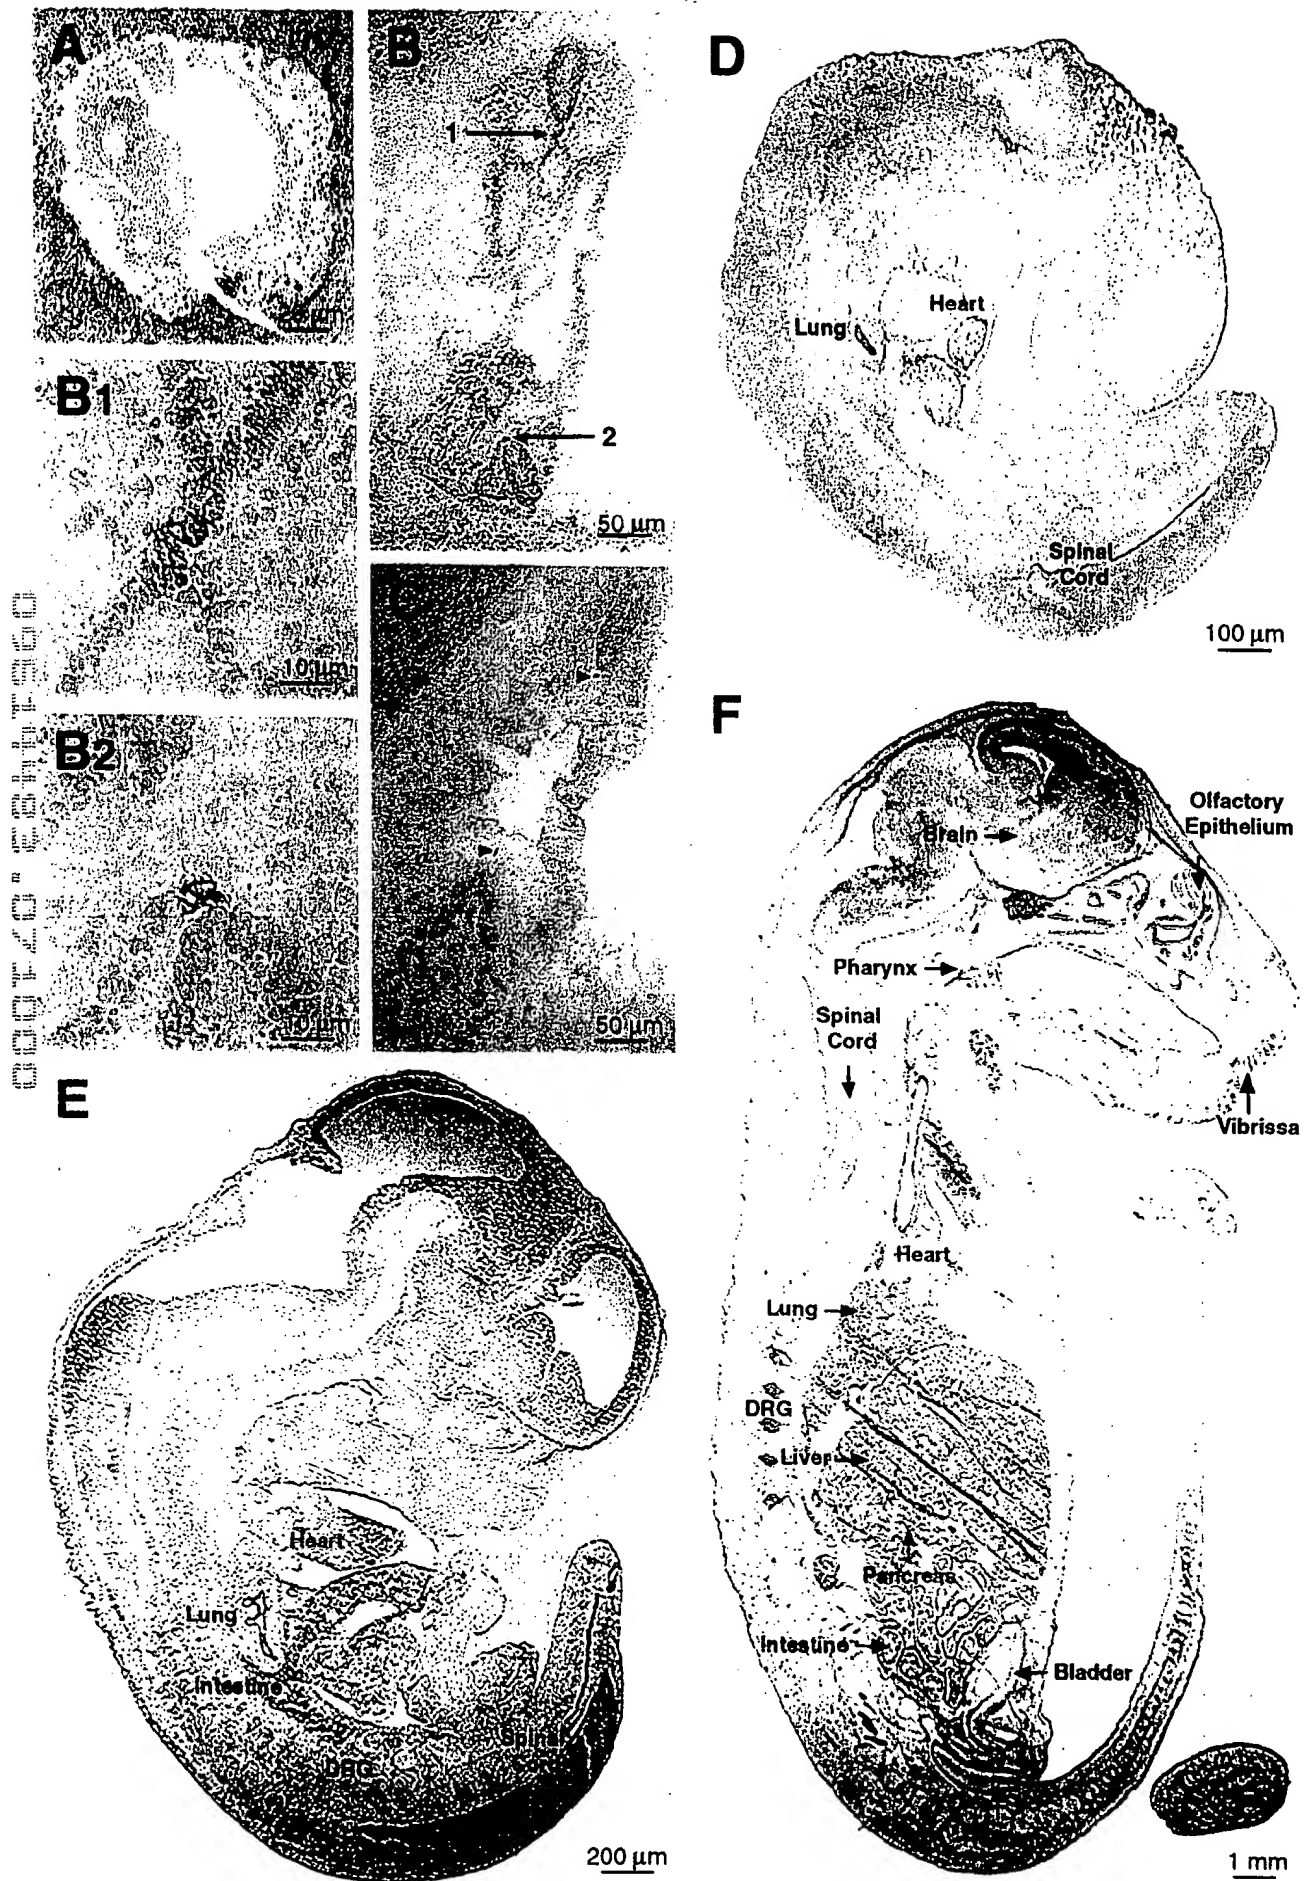 A
B
1
2
50 µm
B1
10 µm
B2
10 µm
50 µm
D
Heart
Lung
Spinal
Cord
100 µm
E
Heart
Lung
Intestine
Spinal
DRG
200 µm
F
Olfactory
Epithelium
Brain
Pharynx
Spinal
Cord
Vibrissa
Heart
Lung
DRG
Liver
Pancreas
Intestine
Bladder
1 mm